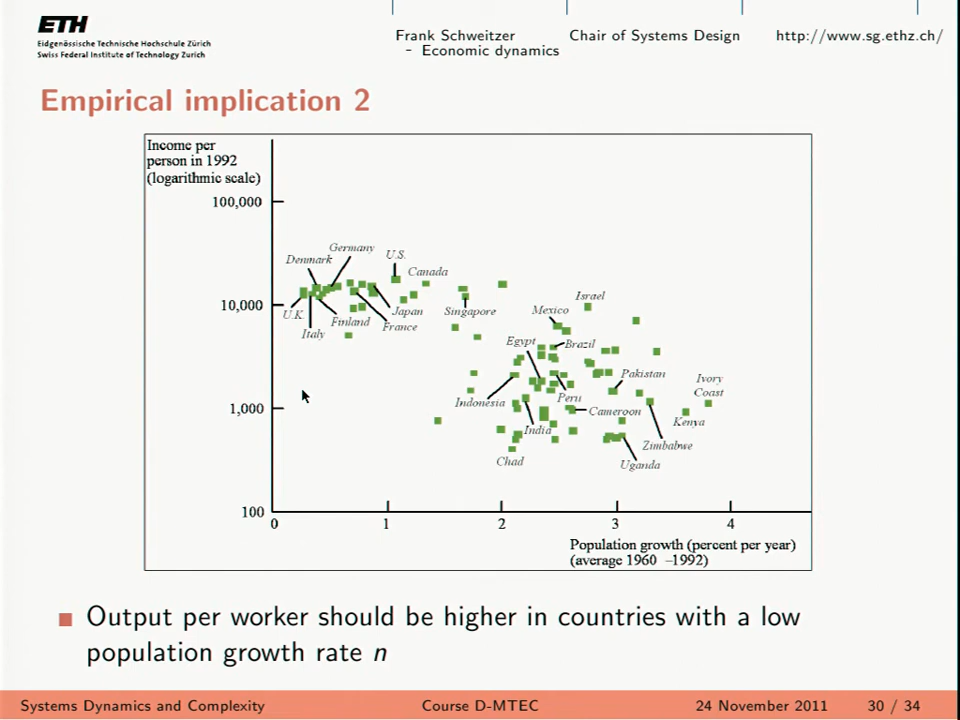 ETH
Eidgenössische Technische Hochschule Zürich
Swiss Federal Institute of Technology Zurich
Frank Schweitzer
- Economic dynamics
Chair of Systems Design
http://www.sg.ethz.ch/
Empirical implication 2
Income per
person in 1992
(logarithmic scale)
100,000
10,000
1,000
100
0
1
2
3
4
Denmark
Germany
U.S.
Canada
U.K.
Italy
Finland
France
Japan
Singapore
Mexico
Israel
Egypt
Brazil
Indonesia
Peru
Pakistan
Ivory
Coast
Cameroon
India
Kenya
Zimbabwe
Chad
Uganda
Population growth (percent per year)
(average 1960 –1992)
Output per worker should be higher in countries with a low
population growth rate n
Systems Dynamics and Complexity
Course D-MTEC
24 November 2011
30 / 34